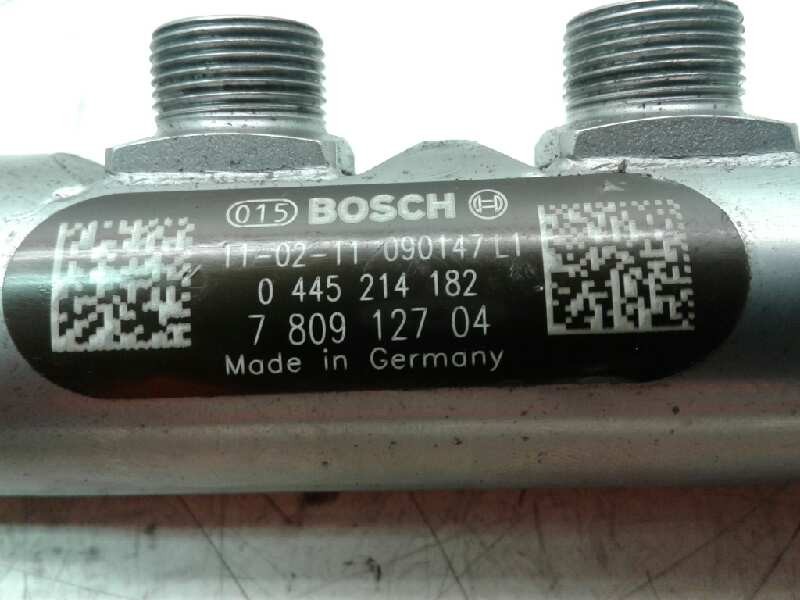 015 BOSCH
11-02-11 090147 L1
0 445 214 182
7 809 127 04
Made in Germany